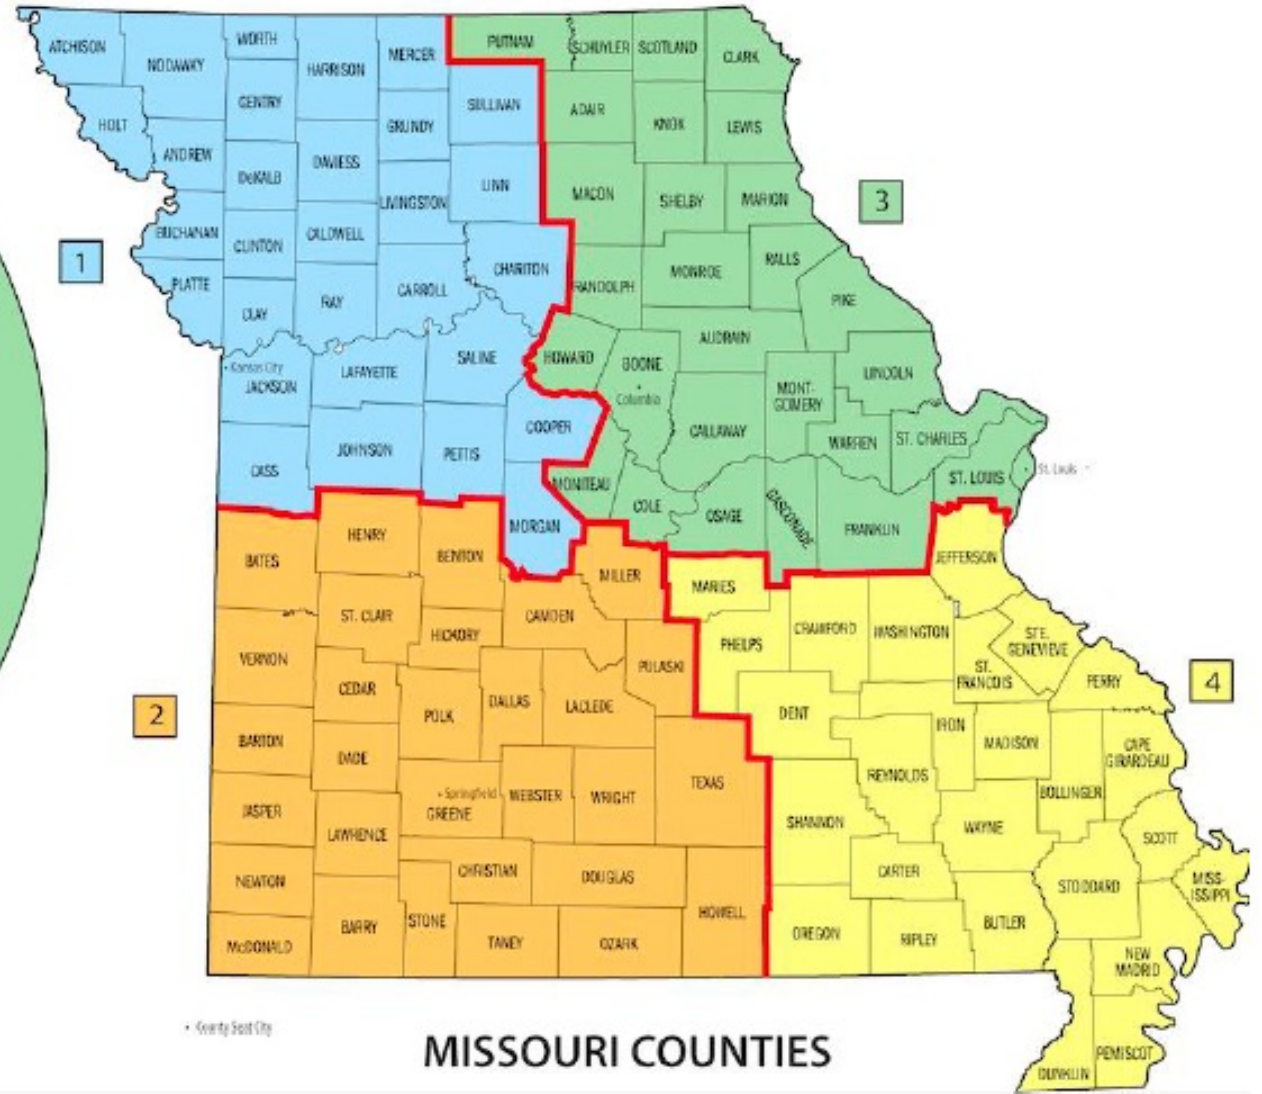 ATCHISON
NODAWAY
WORTH
HARRISON
MERCER
PUTNAM
SCHUYLER
SCOTLAND
CLARK
HOLT
GENTRY
SULLIVAN
ADAIR
KNOX
LEWIS
ANDREW
DeKALB
DAVIESS
GRUNDY
LINN
MACON
SHELBY
MARION
3
LIVINGSTON
BUCHANAN
CLINTON
CALDWELL
1
CHARITON
RANDOLPH
MONROE
RALLS
PLATTE
CLAY
RAY
CARROLL
PIKE
AUDRAIN
SALINE
HOWARD
BOONE
Kansas City
JACKSON
LAFAYETTE
Columbia
MONT-
GOMERY
LINCOLN
COOPER
CALLAWAY
WARREN
ST. CHARLES
CASS
JOHNSON
PETTIS
MONITEAU
ST. LOUIS
St. Louis
COLE
OSAGE
GASCONADE
FRANKLIN
MORGAN
HENRY
BATES
BENTON
MILLER
MARIES
JEFFERSON
ST. CLAIR
CAMDEN
HICKORY
PHELPS
CRAWFORD
WASHINGTON
STE.
GENEVIEVE
VERNON
PULASKI
ST.
FRANCOIS
CEDAR
PERRY
4
2
POLK
DALLAS
LACLEDE
DENT
IRON
BARTON
DADE
MADISON
CAPE
GIRARDEAU
TEXAS
REYNOLDS
BOLLINGER
JASPER
Springfield
GREENE
WEBSTER
WRIGHT
SHANNON
WAYNE
LAWRENCE
SCOTT
NEWTON
CHRISTIAN
DOUGLAS
CARTER
STODDARD
MISS-
ISSIPPI
BARRY
STONE
HOWELL
OREGON
RIPLEY
BUTLER
McDONALD
TANEY
OZARK
NEW
MADRID
• County Seat City
MISSOURI COUNTIES
PEMISCOT
DUNKLIN